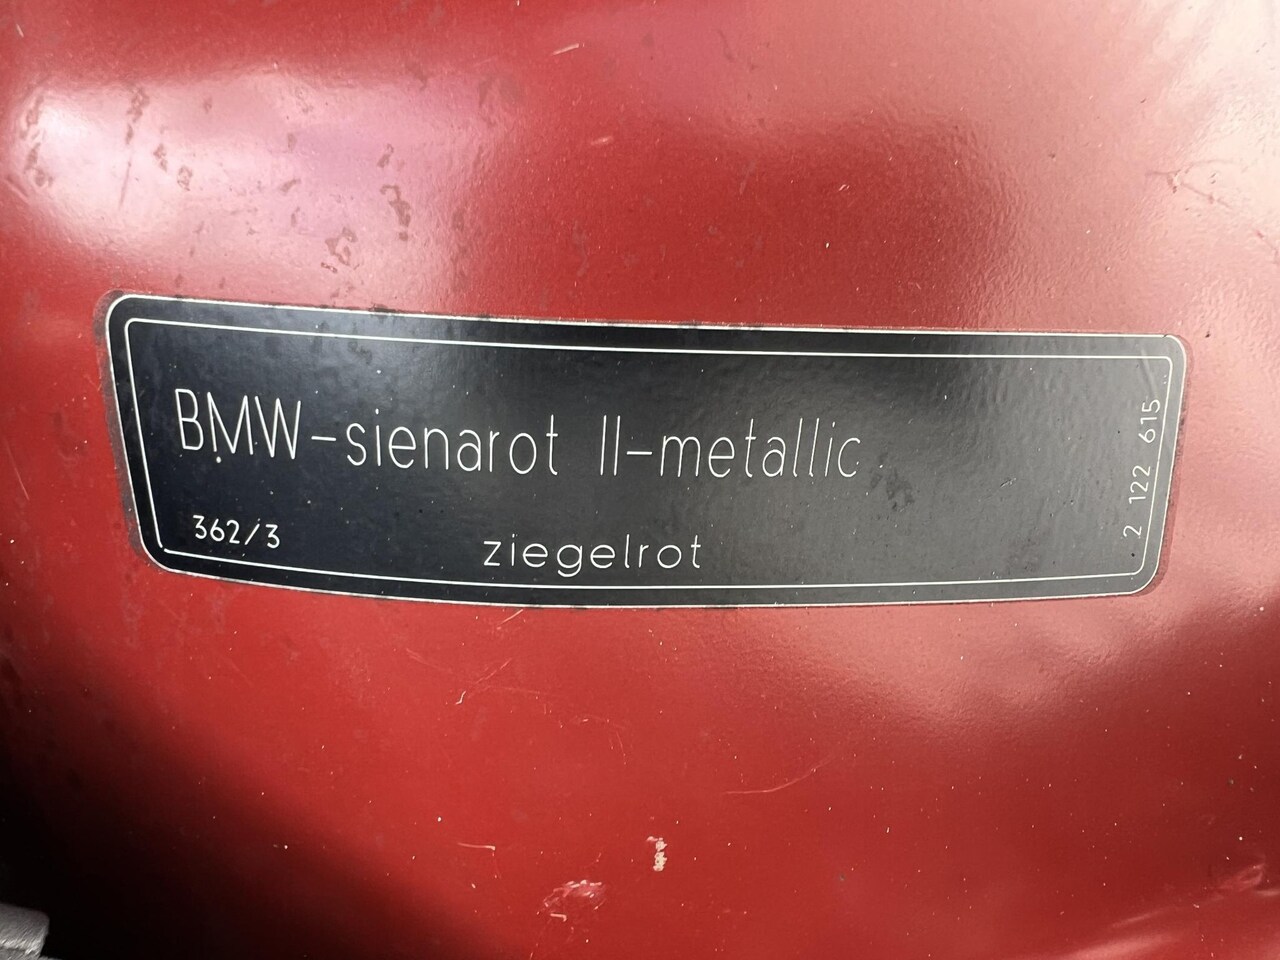 BMW-sienarot II-metallic
362/3
ziegelrot
2 122 615